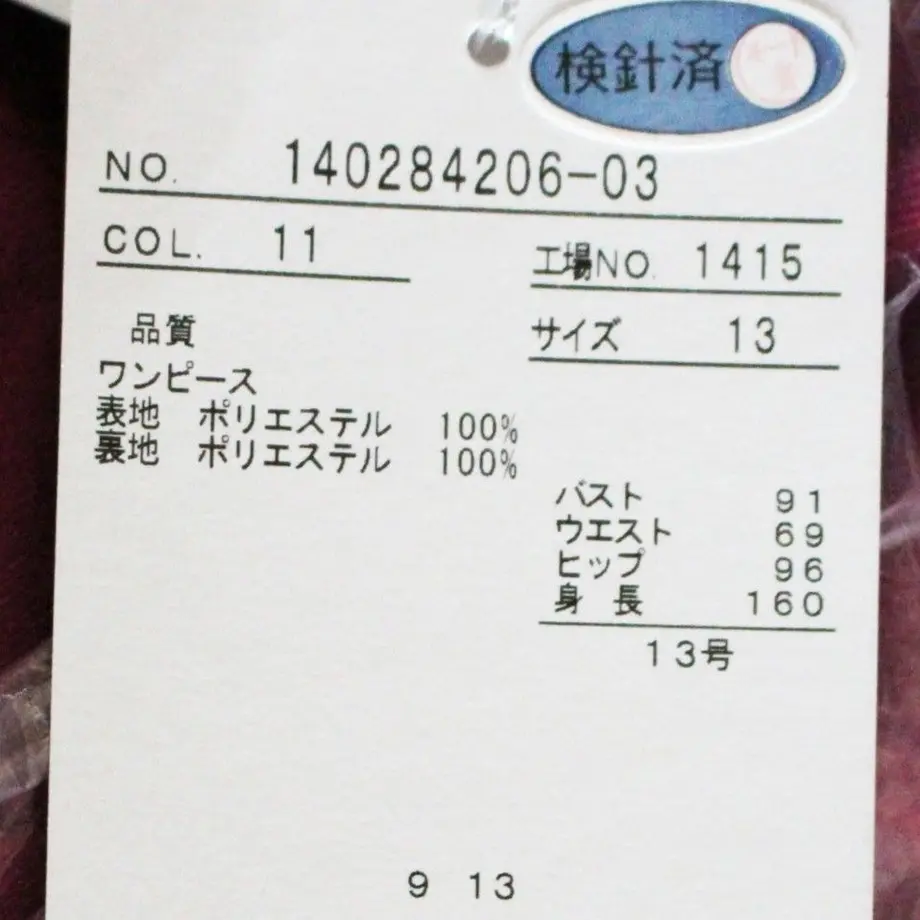 検針済
NO. 140284206-03
COL. 11
工場NO. 1415
サイズ 13
品質
ワンピース
表地 ポリエステル 100%
裏地 ポリエステル 100%
バスト 91
ウエスト 69
ヒップ 96
身長 160
13号
9 13